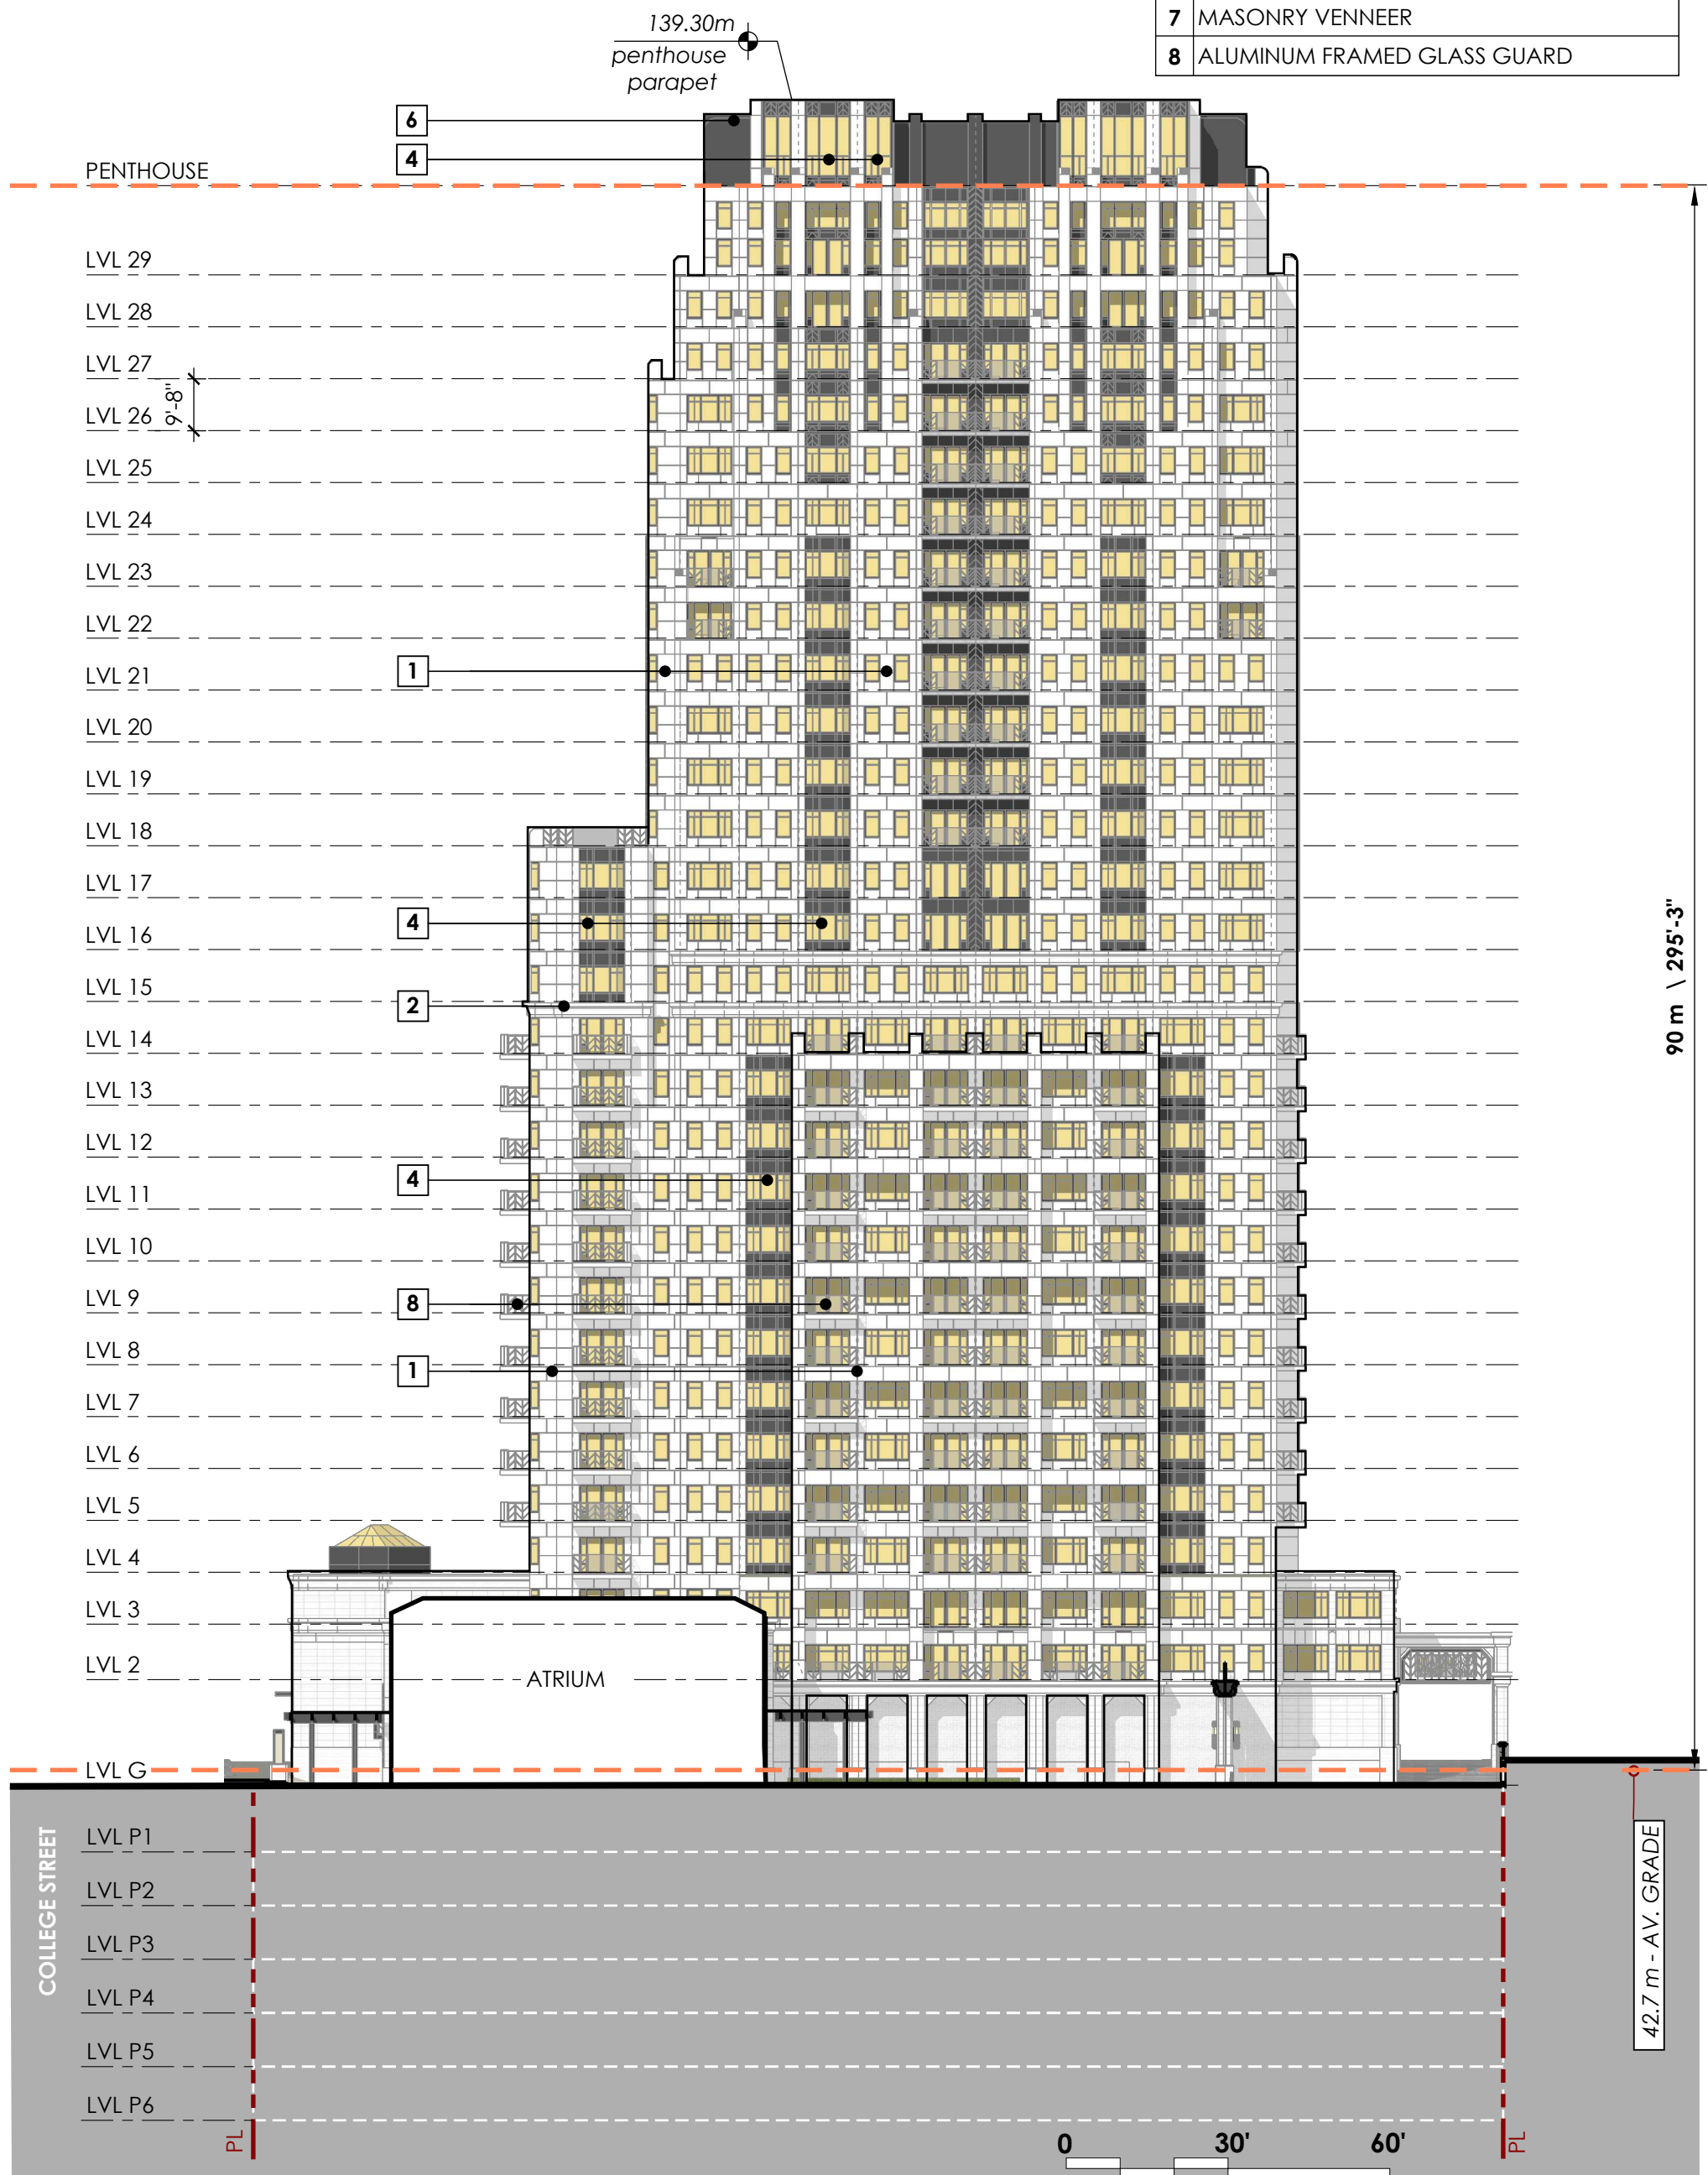 7 MASONRY VENNEER
8 ALUMINUM FRAMED GLASS GUARD
139.30m
penthouse
parapet
6
4
PENTHOUSE
LVL 29
LVL 28
LVL 27
9'-8"
LVL 26
LVL 25
LVL 24
LVL 23
LVL 22
1
LVL 21
LVL 20
LVL 19
LVL 18
LVL 17
4
LVL 16
90 m \ 295'-3"
LVL 15
2
LVL 14
LVL 13
LVL 12
4
LVL 11
LVL 10
LVL 9
8
LVL 8
1
LVL 7
LVL 6
LVL 5
LVL 4
LVL 3
LVL 2
ATRIUM
LVL G
COLLEGE STREET
LVL P1
LVL P2
LVL P3
LVL P4
LVL P5
LVL P6
42.7 m - AV. GRADE
PL
0 30' 60'
PL